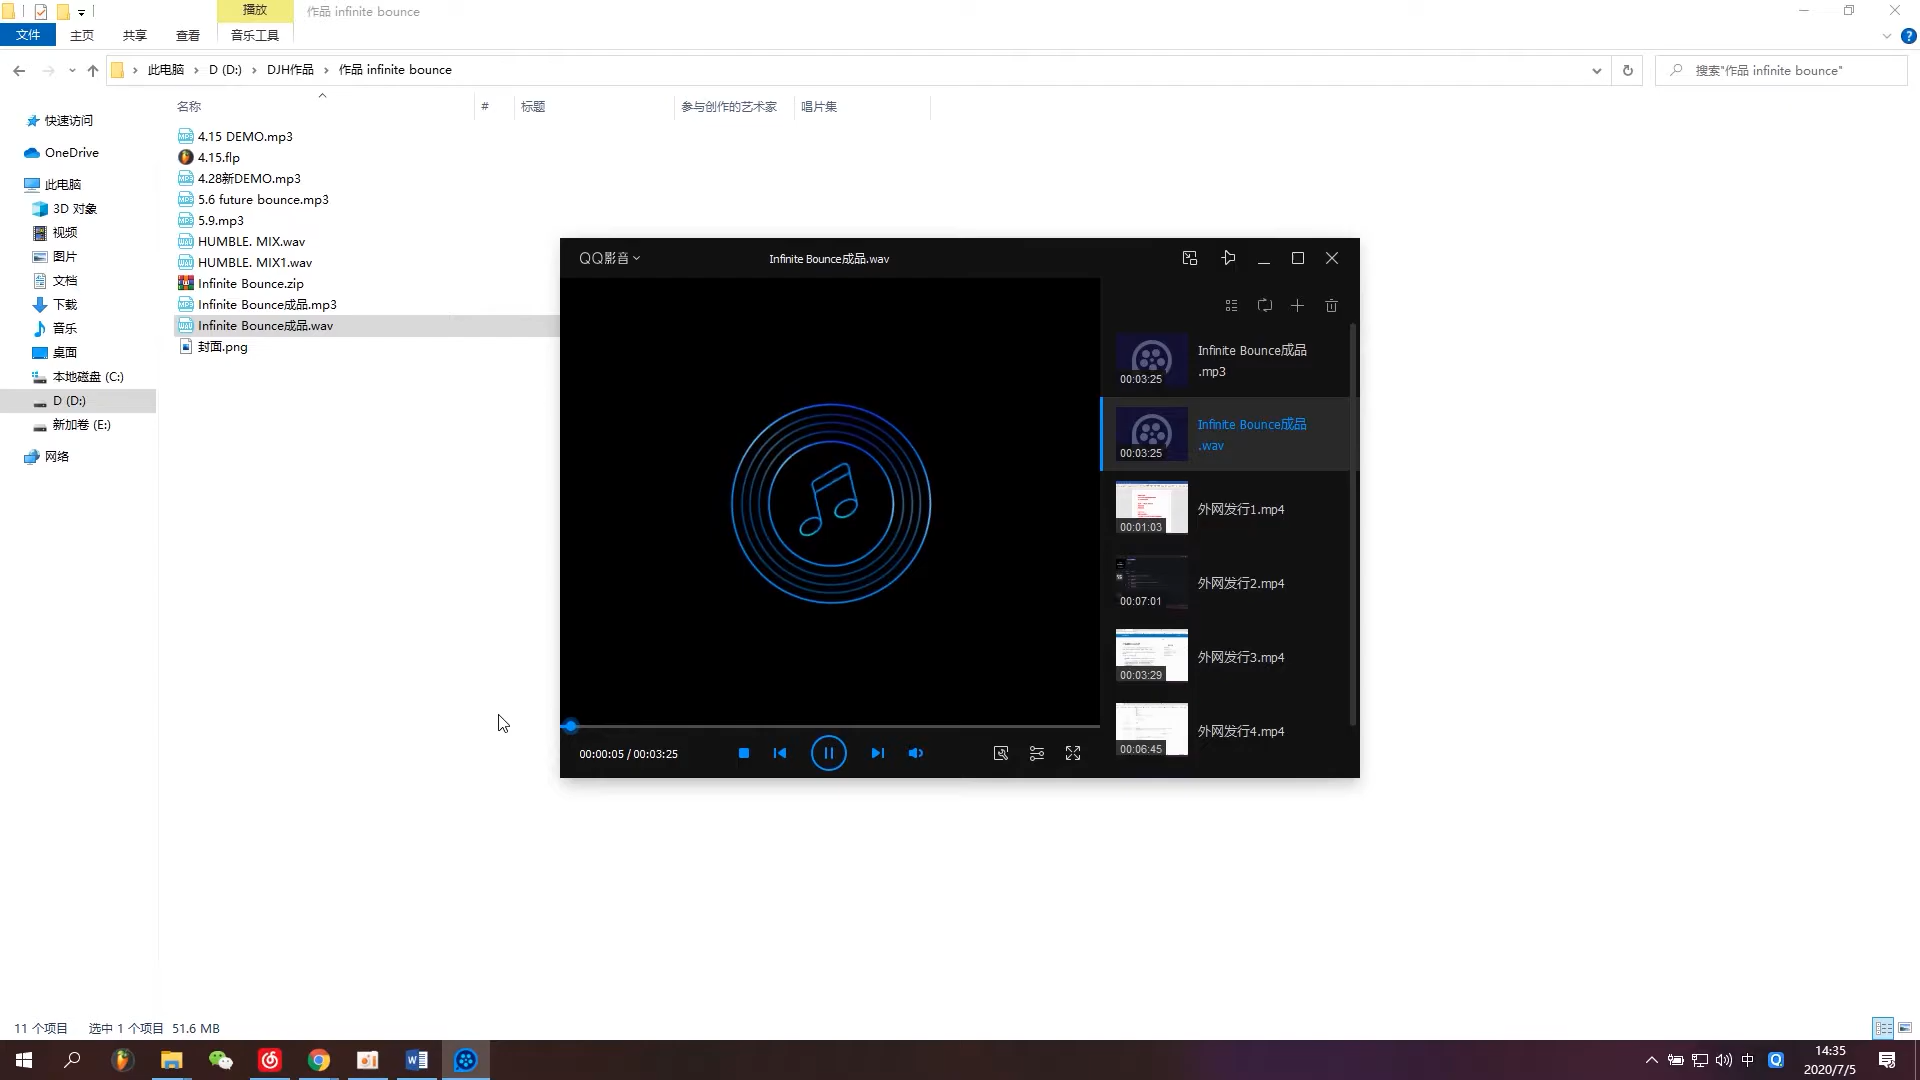 播放
作品 infinite bounce
文件
主页
共享
查看
音乐工具
此电脑
D (D:)
DJH作品
作品 infinite bounce
搜索"作品 infinite bounce"
名称
#
标题
参与创作的艺术家
唱片集
快速访问
OneDrive
此电脑
3D 对象
视频
图片
文档
下载
音乐
桌面
本地磁盘 (C:)
D (D:)
新加卷 (E:)
网络
4.15 DEMO.mp3
4.15.flp
4.28新DEMO.mp3
5.6 future bounce.mp3
5.9.mp3
HUMBLE. MIX.wav
HUMBLE. MIX1.wav
Infinite Bounce.zip
Infinite Bounce成品.mp3
Infinite Bounce成品.wav
封面.png
QQ影音
Infinite Bounce成品.wav
Infinite Bounce成品
.mp3
00:03:25
Infinite Bounce成品
.wav
00:03:25
外网发行1.mp4
00:01:03
外网发行2.mp4
00:07:01
外网发行3.mp4
00:03:29
外网发行4.mp4
00:06:45
00:00:05 / 00:03:25
11 个项目
选中 1 个项目 51.6 MB
中
14:35
2020/7/5